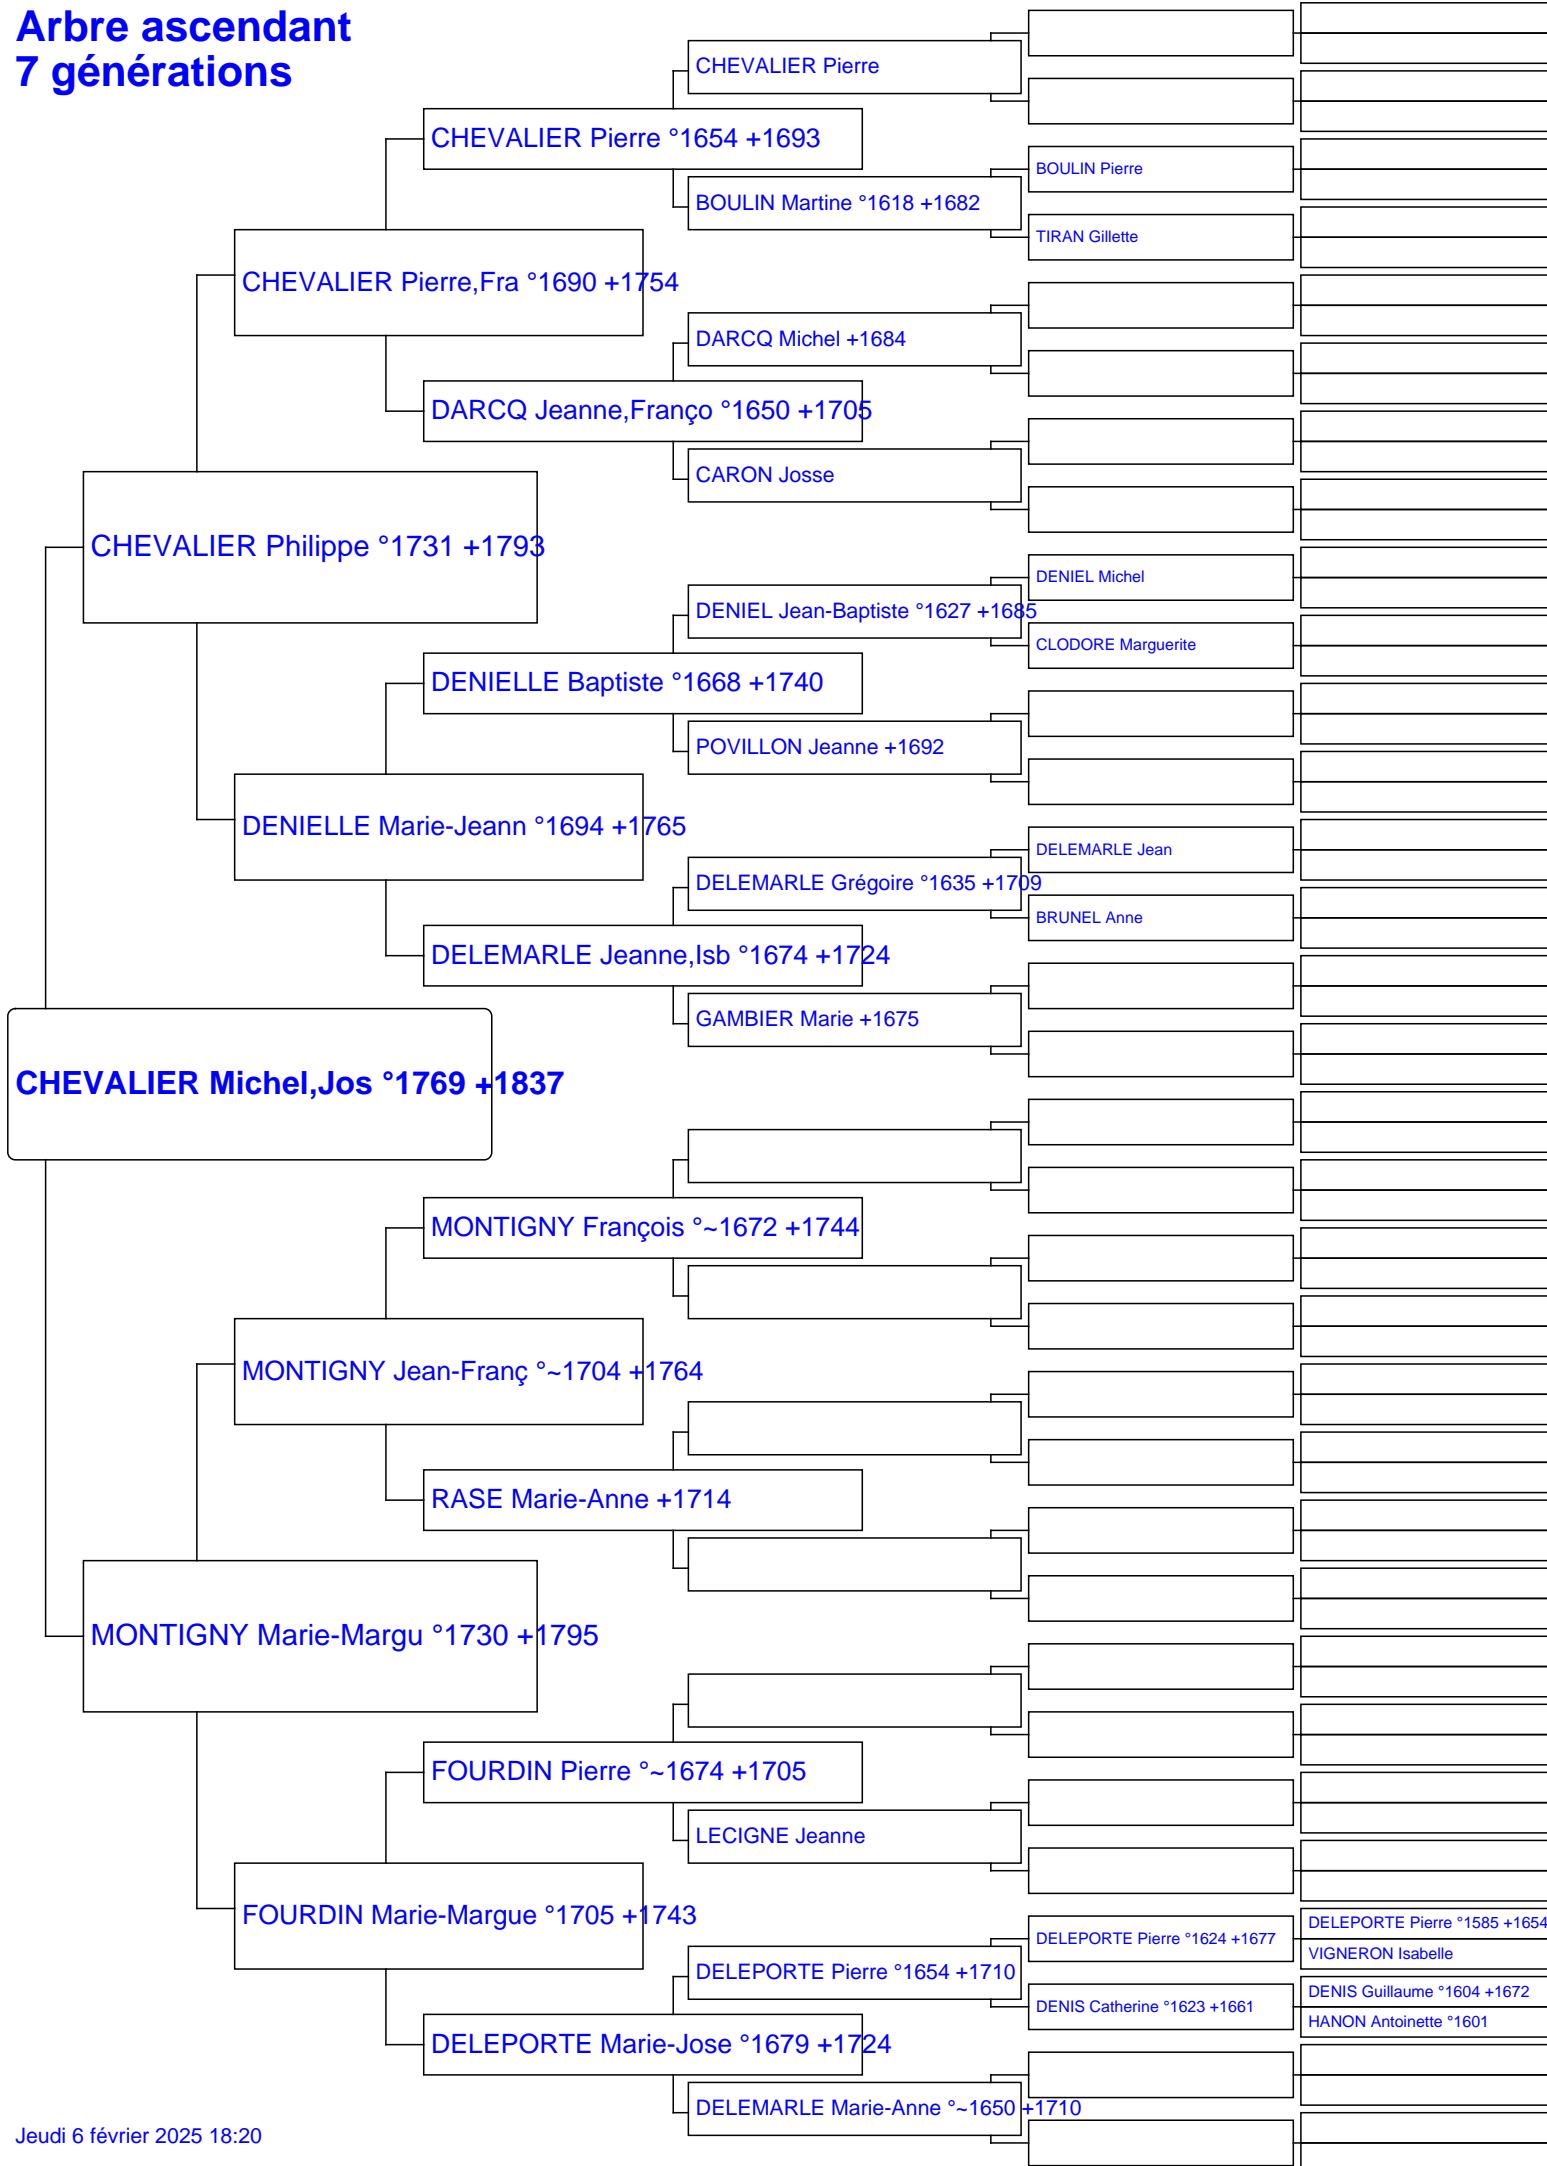 Arbre ascendant
7 générations
CHEVALIER Pierre
CHEVALIER Pierre °1654 +1693
BOULIN Pierre
BOULIN Martine °1618 +1682
TIRAN Gillette
CHEVALIER Pierre,Fra °1690 +1754
DARCQ Michel +1684
DARCQ Jeanne,Franço °1650 +1705
CARON Josse
CHEVALIER Philippe °1731 +1793
DENIEL Michel
DENIEL Jean-Baptiste °1627 +1685
CLODORE Marguerite
DENIELLE Baptiste °1668 +1740
POVILLON Jeanne +1692
DENIELLE Marie-Jeann °1694 +1765
DELEMARLE Jean
DELEMARLE Grégoire °1635 +1709
BRUNEL Anne
DELEMARLE Jeanne,Isb °1674 +1724
GAMBIER Marie +1675
CHEVALIER Michel,Jos °1769 +1837
MONTIGNY François °~1672 +1744
MONTIGNY Jean-Franç °~1704 +1764
RASE Marie-Anne +1714
MONTIGNY Marie-Margu °1730 +1795
FOURDIN Pierre °~1674 +1705
LECIGNE Jeanne
FOURDIN Marie-Margue °1705 +1743
DELEPORTE Pierre °1585 +1654
DELEPORTE Pierre °1624 +1677
VIGNERON Isabelle
DELEPORTE Pierre °1654 +1710
DENIS Guillaume °1604 +1672
DENIS Catherine °1623 +1661
HANON Antoinette °1601
DELEPORTE Marie-Jose °1679 +1724
DELEMARLE Marie-Anne °~1650 +1710
Jeudi 6 février 2025 18:20